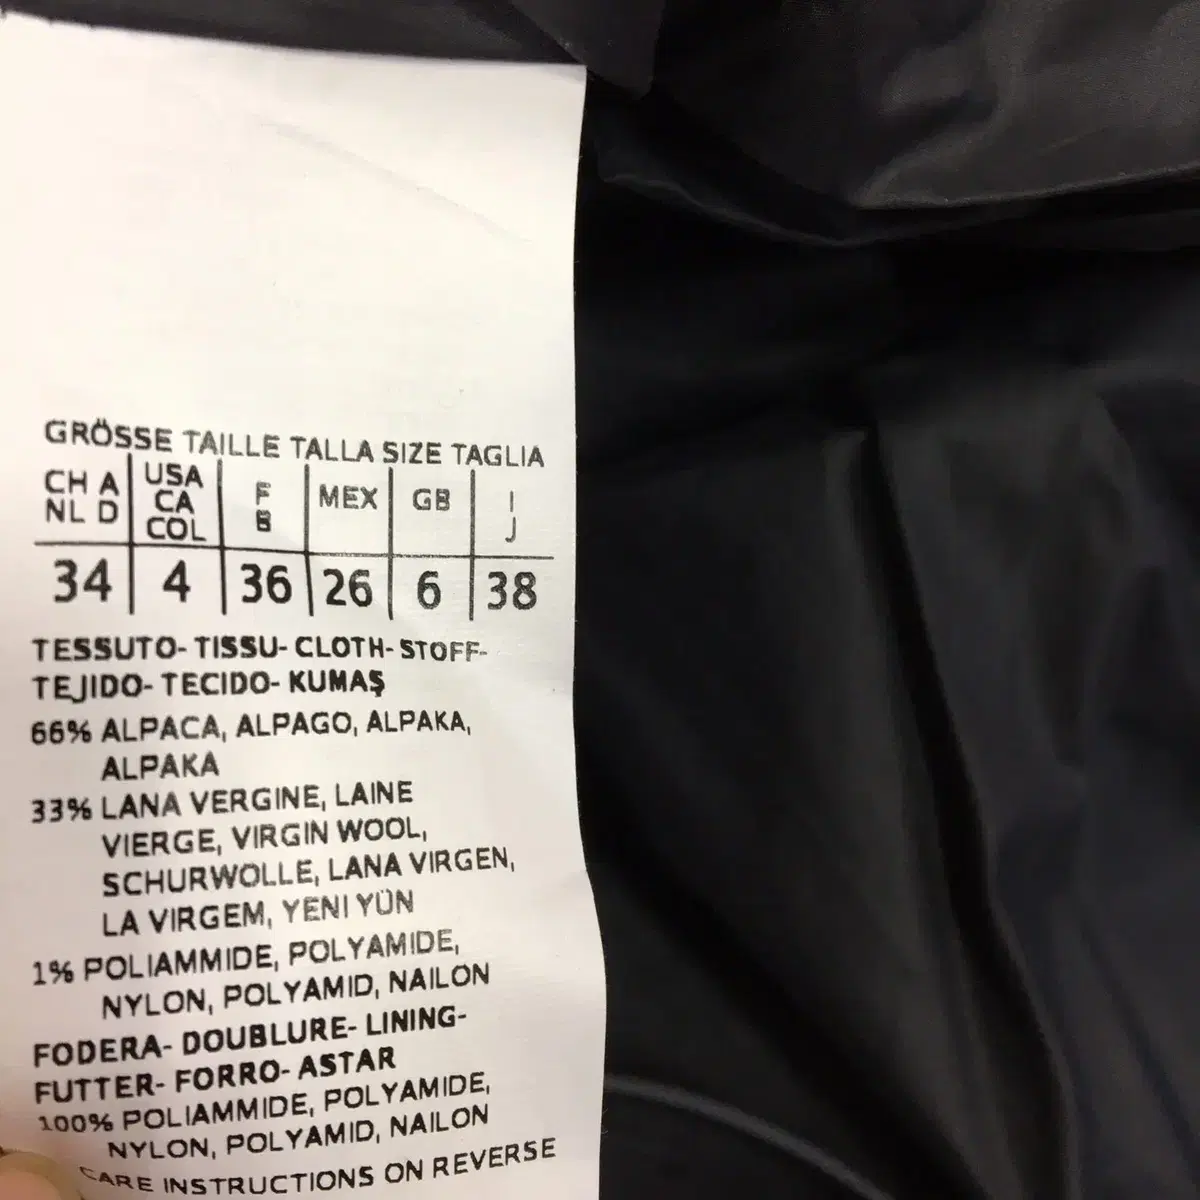 GRÖSSE TAILLE TALLA SIZE TAGLIA
CH A USA F MEX GB I
NL D CA B J
COL
34 4 36 26 6 38
TESSUTO- TISSU- CLOTH- STOFF-
TEJIDO- TECIDO- KUMAŞ
66% ALPACA, ALPAGO, ALPAKA,
ALPAKA
33% LANA VERGINE, LAINE
VIERGE, VIRGIN WOOL,
SCHURWOLLE, LANA VIRGEN,
LA VIRGEM, YENI YÜN
1% POLIAMMIDE, POLYAMIDE,
NYLON, POLYAMID, NAILON
FODERA- DOUBLURE- LINING-
FUTTER- FORRO- ASTAR
100% POLIAMMIDE, POLYAMIDE,
NYLON, POLYAMID, NAILON
CARE INSTRUCTIONS ON REVERSE